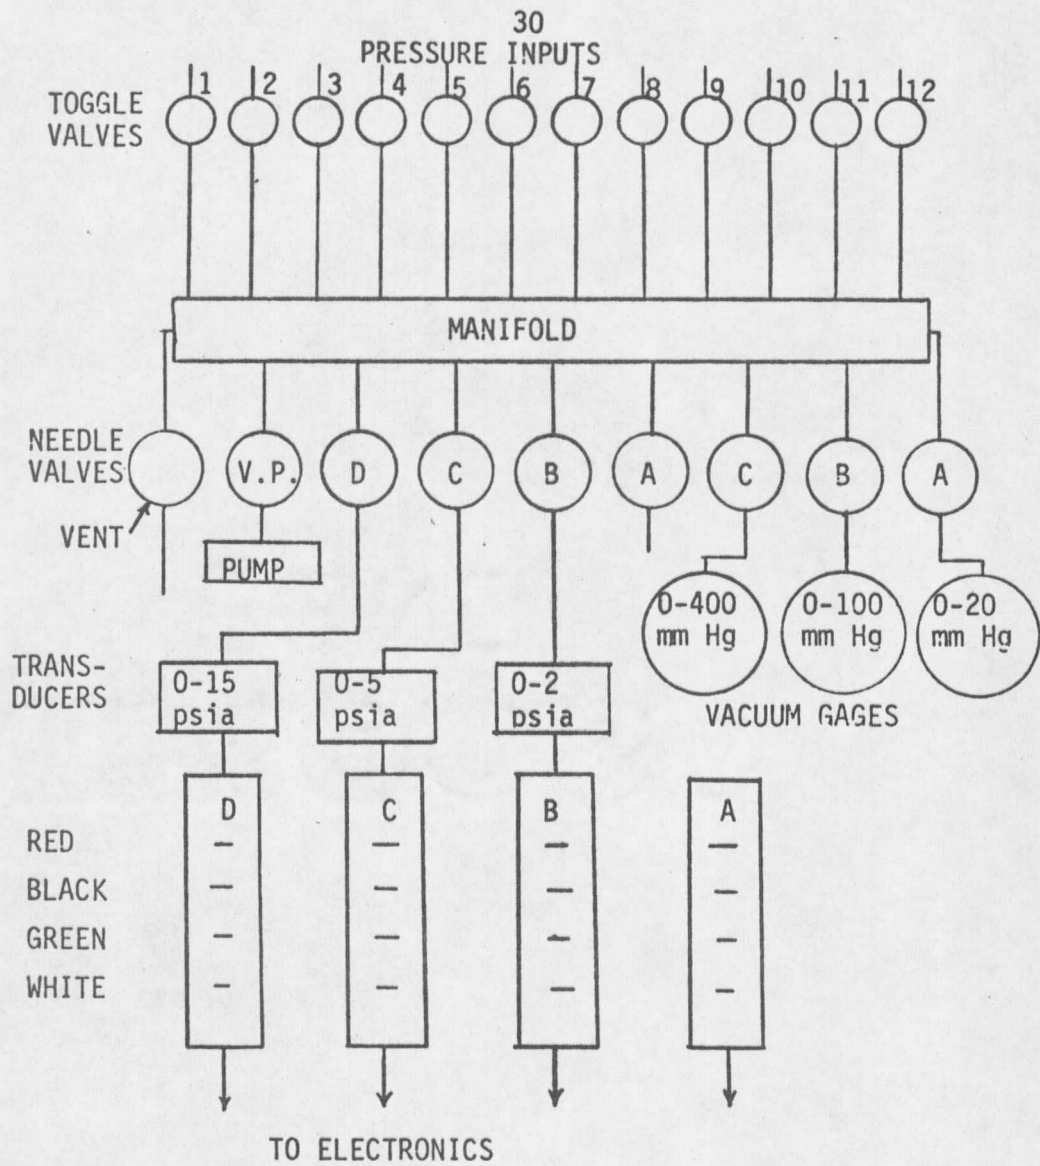 30
PRESSURE INPUTS
1 2 3 4 5 6 7 8 9 10 11 12
TOGGLE
VALVES
MANIFOLD
NEEDLE
VALVES
V.P. D C B A C B A
VENT
PUMP
0-400
mm Hg
0-100
mm Hg
0-20
mm Hg
TRANS-
DUCERS
0-15
psia
0-5
psia
0-2
psia
VACUUM GAGES
D C B A
RED
BLACK
GREEN
WHITE
TO ELECTRONICS